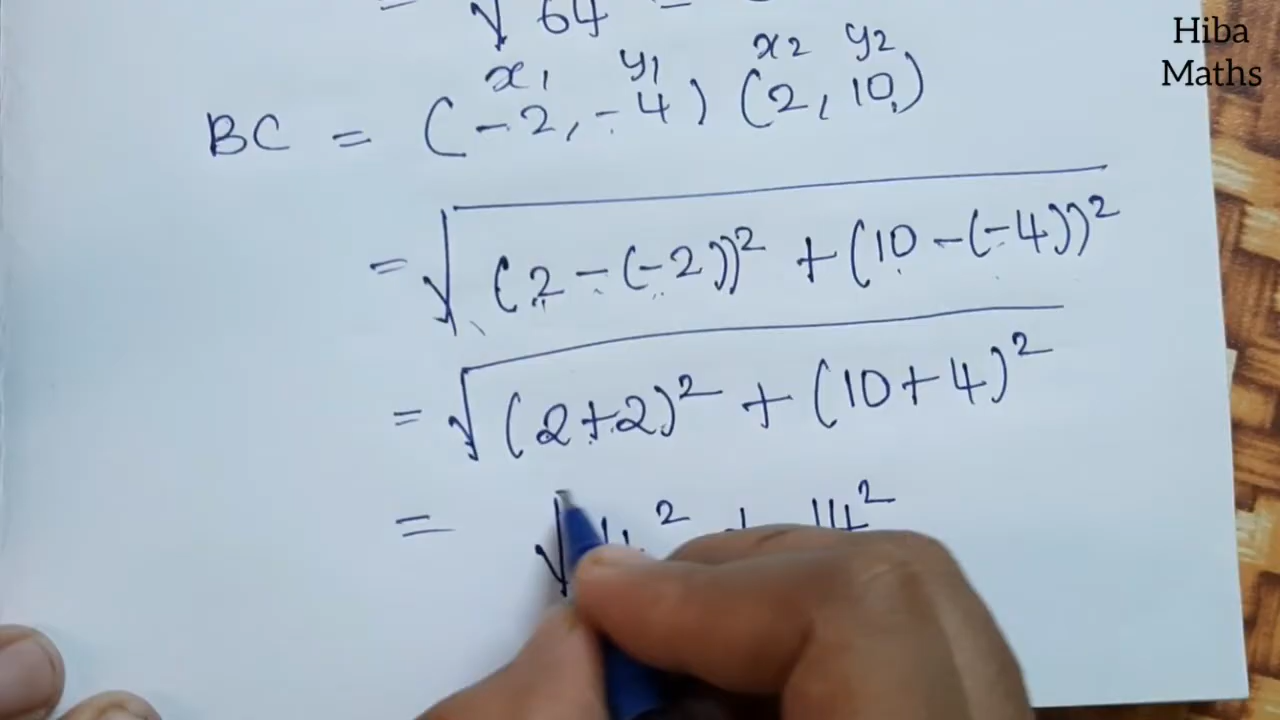 Hiba
Maths
= √64 =
x1 y1 x2 y2
BC = (-2, -4) (2, 10)
= √(2-(-2))² + (10-(-4))²
= √(2+2)² + (10+4)²
= √4² + 14²